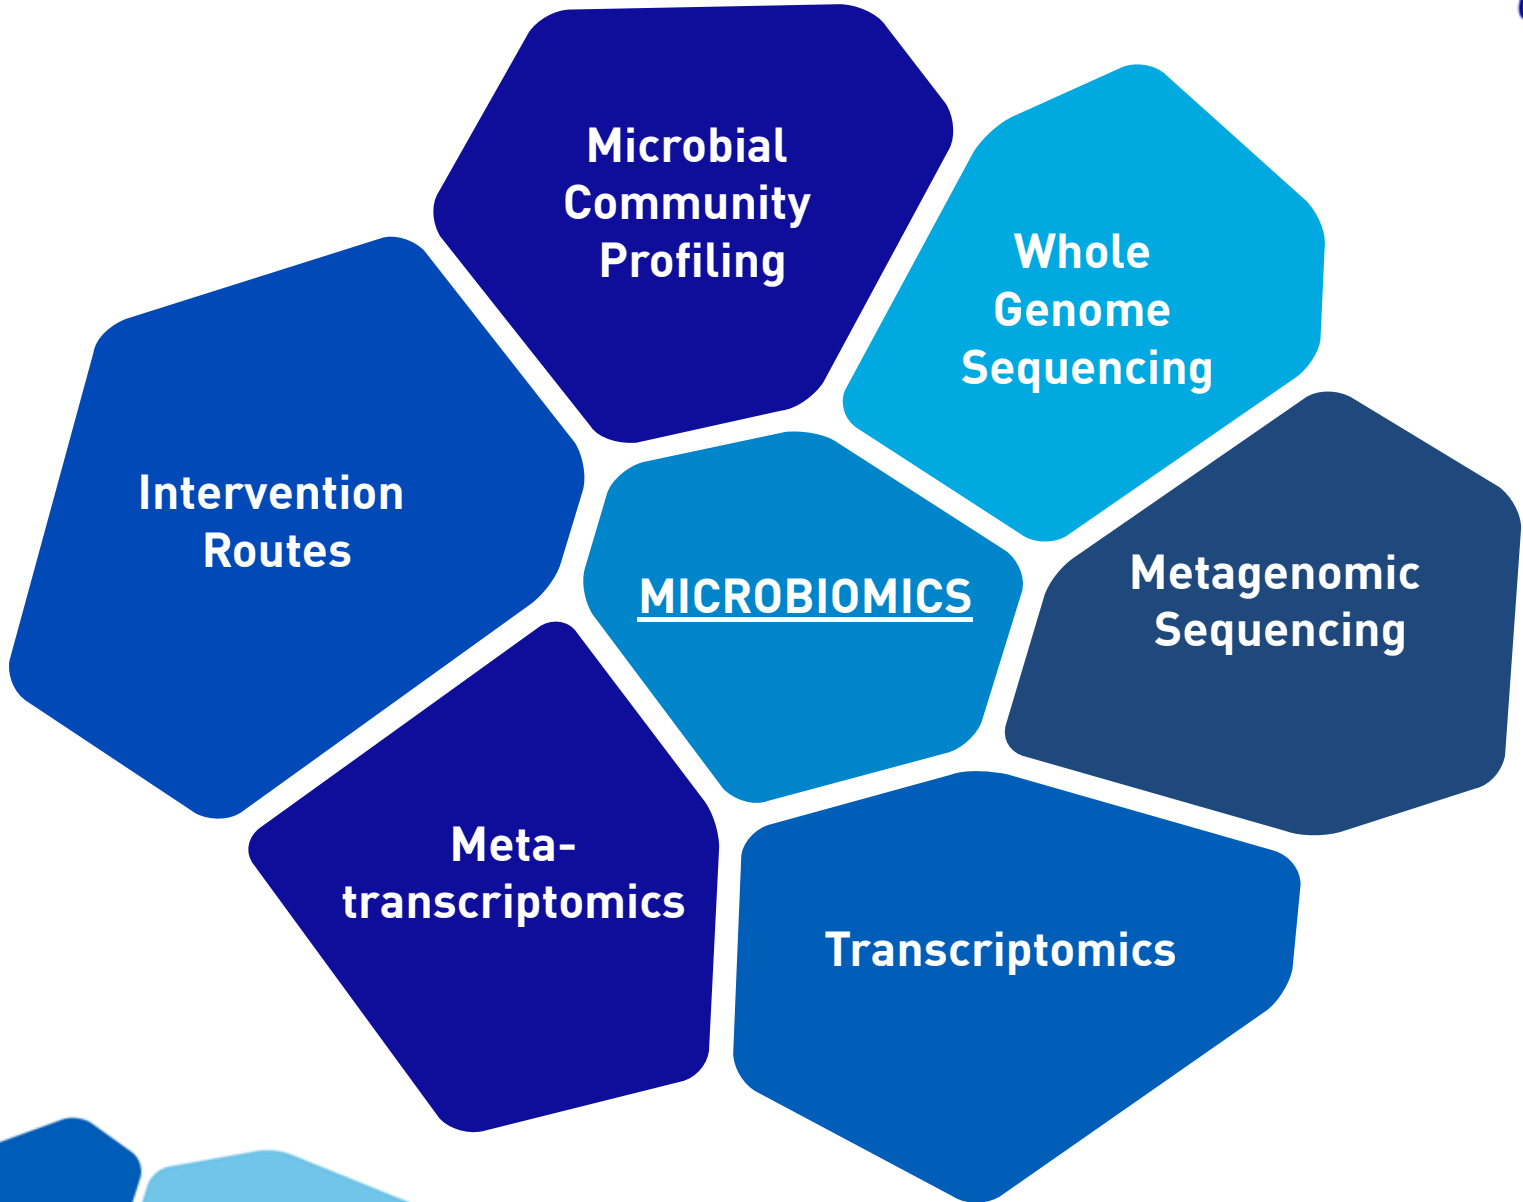 Microbial
Community
Profiling
Whole
Genome
Sequencing
Intervention
Routes
MICROBIOMICS
Metagenomic
Sequencing
Meta-
transcriptomics
Transcriptomics